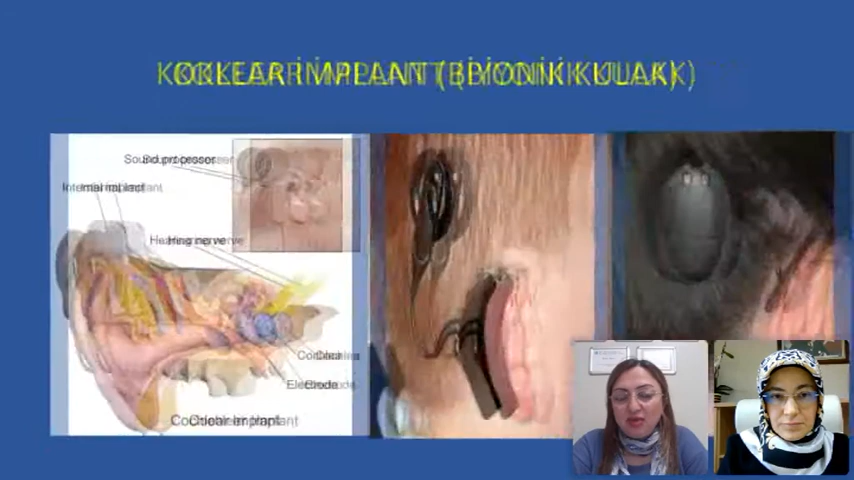 KOKLEAR İMPLANT (BİYONİK KULAK)
Sound processor
Internal implant
Hearing nerve
Cochlea
Electrode
Cochlear implant